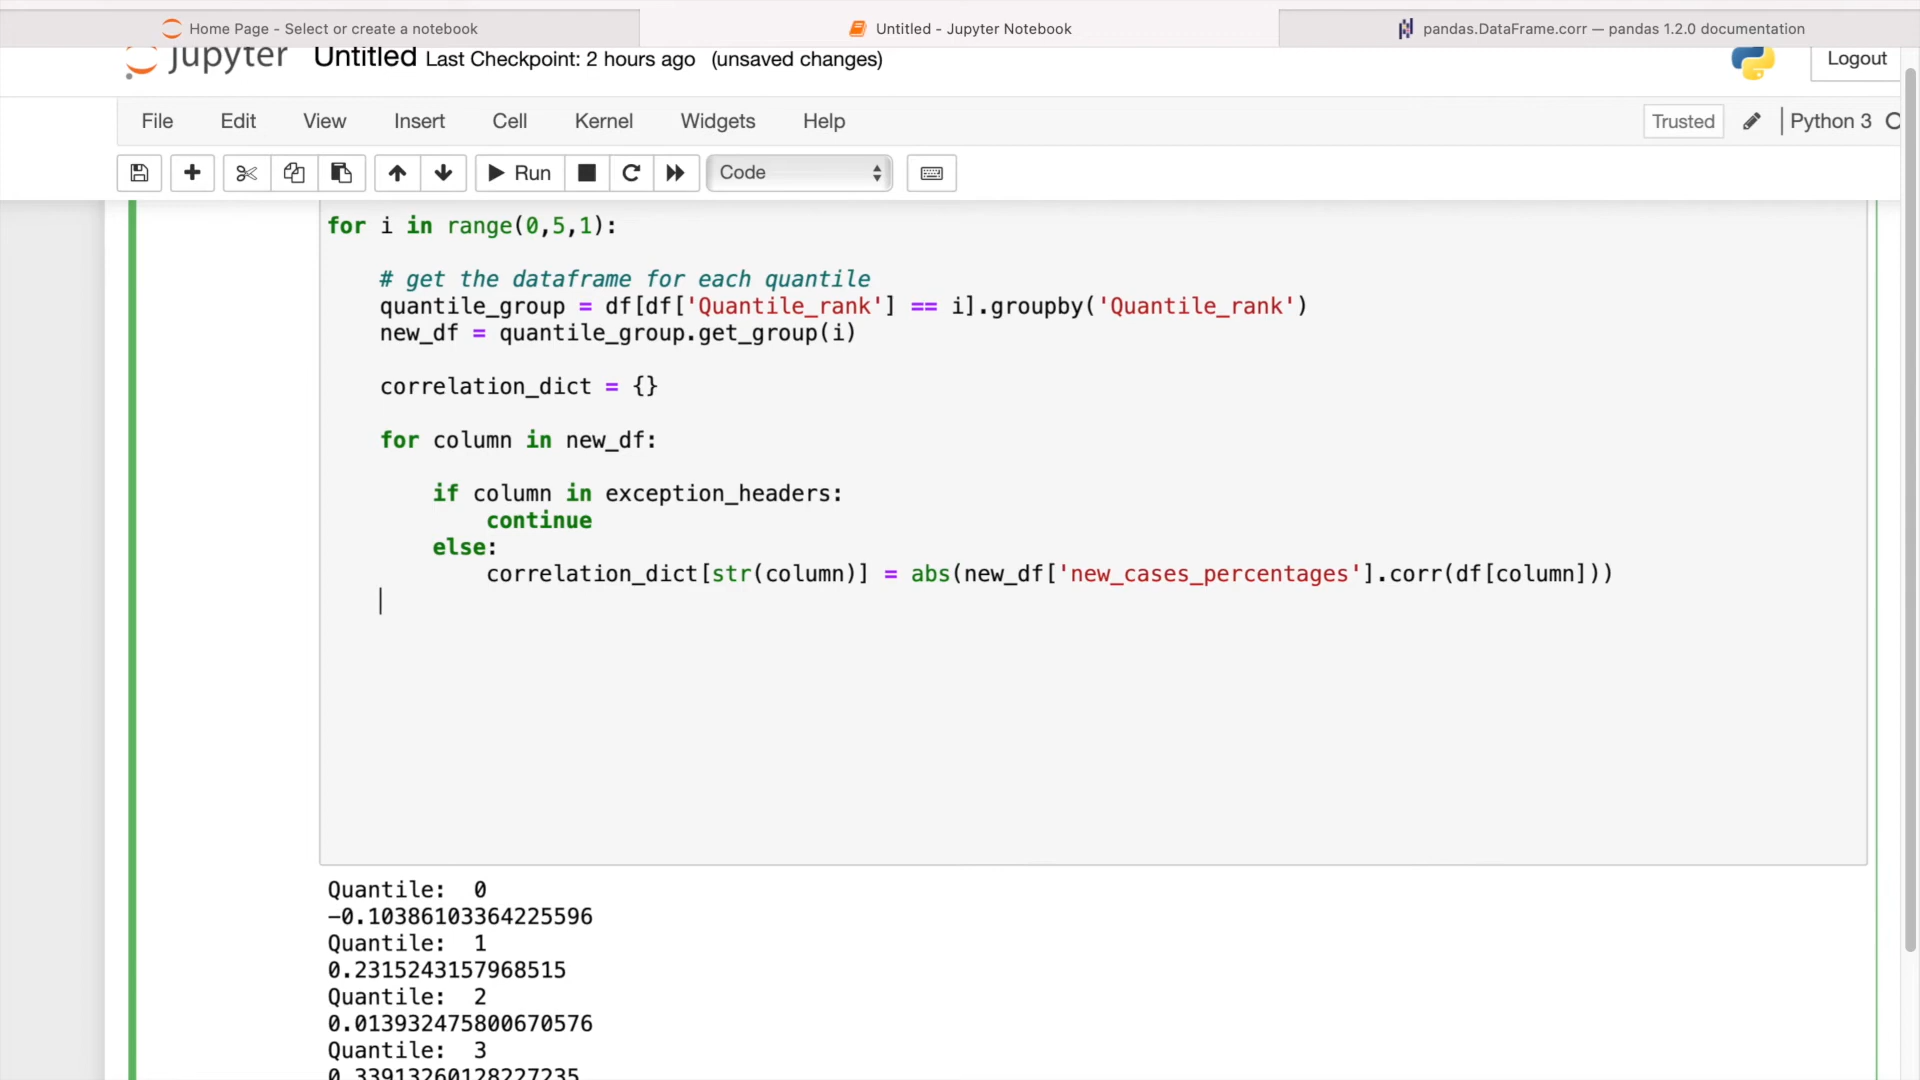 Home Page - Select or create a notebook
Untitled - Jupyter Notebook
pandas.DataFrame.corr — pandas 1.2.0 documentation
jupyter Untitled Last Checkpoint: 2 hours ago (unsaved changes)
Logout
File Edit View Insert Cell Kernel Widgets Help
Trusted Python 3
Run Code
for i in range(0,5,1):
# get the dataframe for each quantile
quantile_group = df[df['Quantile_rank'] == i].groupby('Quantile_rank')
new_df = quantile_group.get_group(i)
correlation_dict = {}
for column in new_df:
if column in exception_headers:
continue
else:
correlation_dict[str(column)] = abs(new_df['new_cases_percentages'].corr(df[column]))
Quantile: 0
-0.10386103364225596
Quantile: 1
0.2315243157968515
Quantile: 2
0.013932475800670576
Quantile: 3
0.33913260128227235